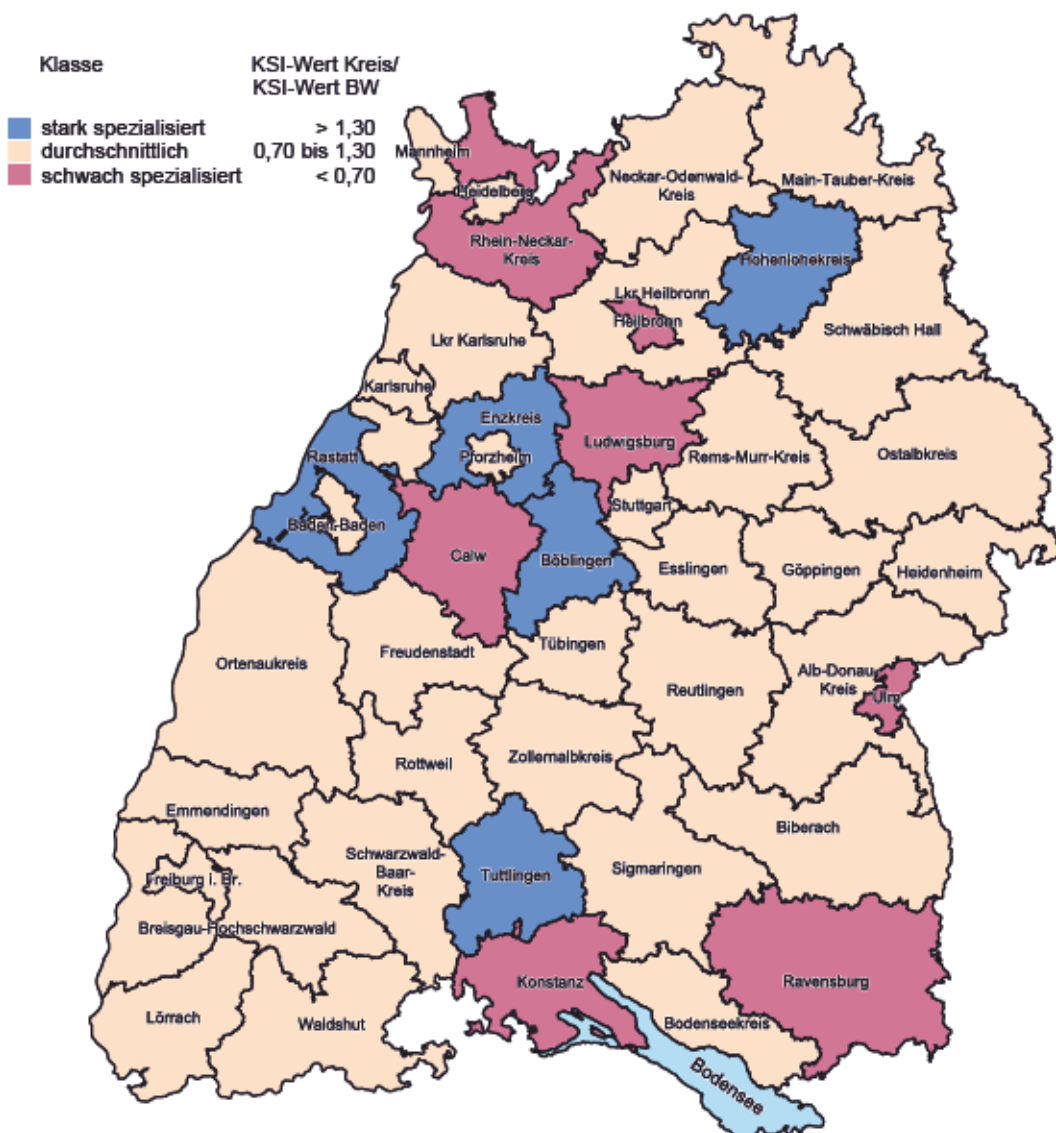 Klasse KSI-Wert Kreis/
KSI-Wert BW
stark spezialisiert > 1,30
durchschnittlich 0,70 bis 1,30
schwach spezialisiert < 0,70
Mannheim
Heidelberg
Rhein-Neckar-
Kreis
Neckar-Odenwald-
Kreis
Main-Tauber-Kreis
Hohenlohekreis
Lkr Heilbronn
Heilbronn
Schwäbisch Hall
Lkr Karlsruhe
Karlsruhe
Enzkreis
Pforzheim
Ludwigsburg
Rems-Murr-Kreis
Ostalbkreis
Rastatt
Baden-Baden
Stuttgart
Calw
Böblingen
Esslingen
Göppingen
Heidenheim
Ortenaukreis
Freudenstadt
Tübingen
Reutlingen
Alb-Donau
Kreis
Ulm
Rottweil
Zollernalbkreis
Emmendingen
Biberach
Schwarzwald-
Baar-
Kreis
Tuttlingen
Sigmaringen
Freiburg i. Br.
Breisgau-Hochschwarzwald
Konstanz
Ravensburg
Lörrach
Waldshut
Bodenseekreis
Bodensee